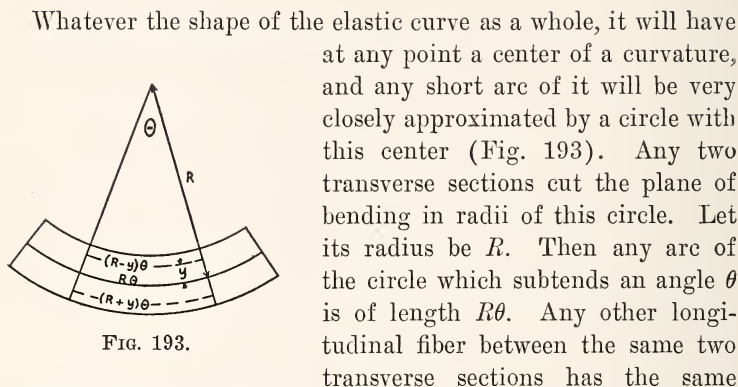 Whatever the shape of the elastic curve as a whole, it will have
at any point a center of a curvature,
and any short arc of it will be very
closely approximated by a circle with
this center (Fig. 193). Any two
transverse sections cut the plane of
bending in radii of this circle. Let
its radius be R. Then any arc of
the circle which subtends an angle θ
is of length Rθ. Any other longi-
tudinal fiber between the same two
transverse sections has the same
Θ
R
(R-y)θ
y
Rθ
(R+y)θ
Fig. 193.